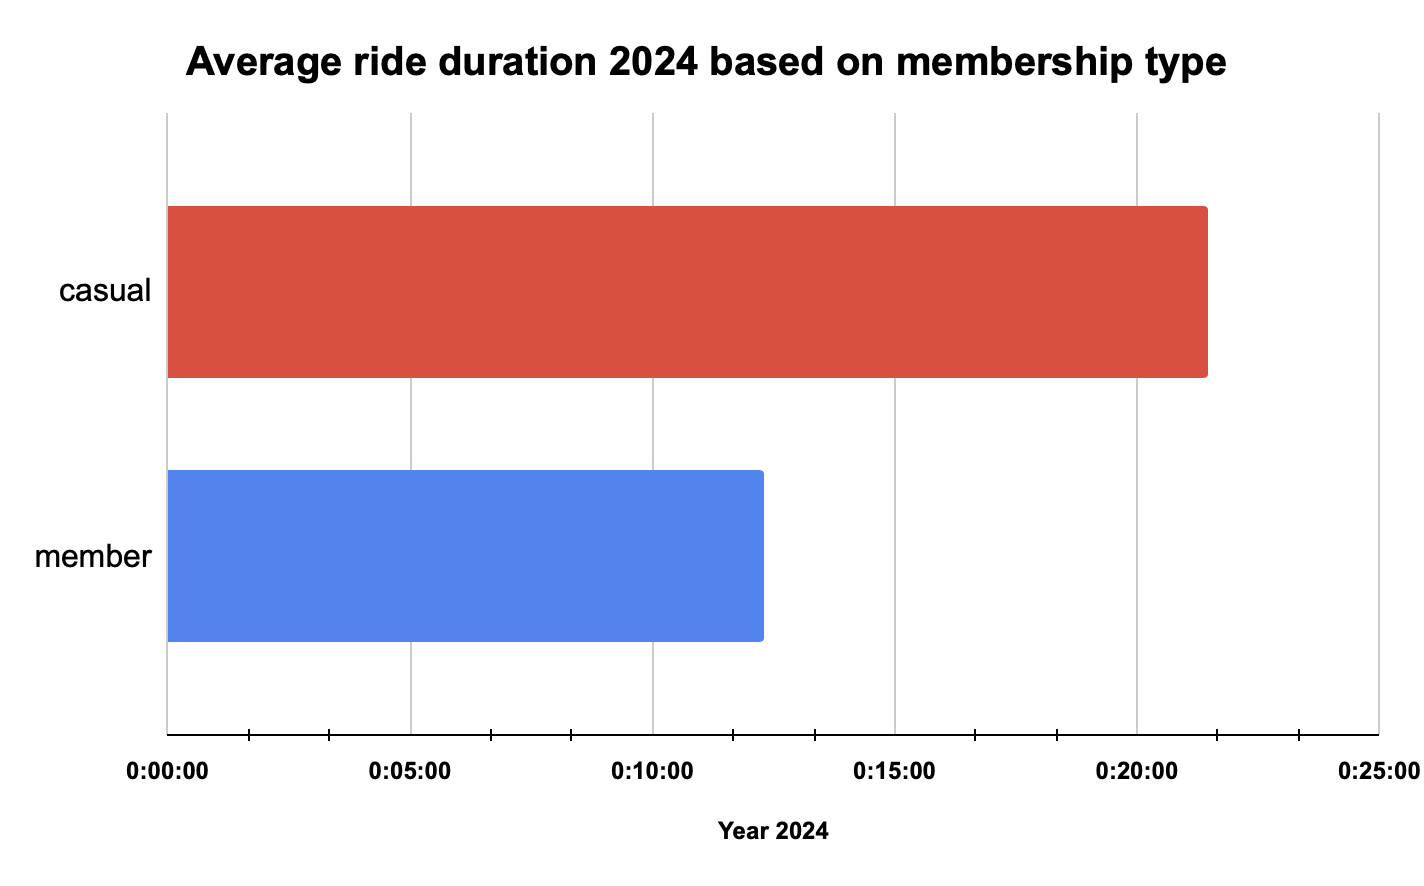 Average ride duration 2024 based on membership type
casual
member
0:00:00 0:05:00 0:10:00 0:15:00 0:20:00 0:25:00
Year 2024